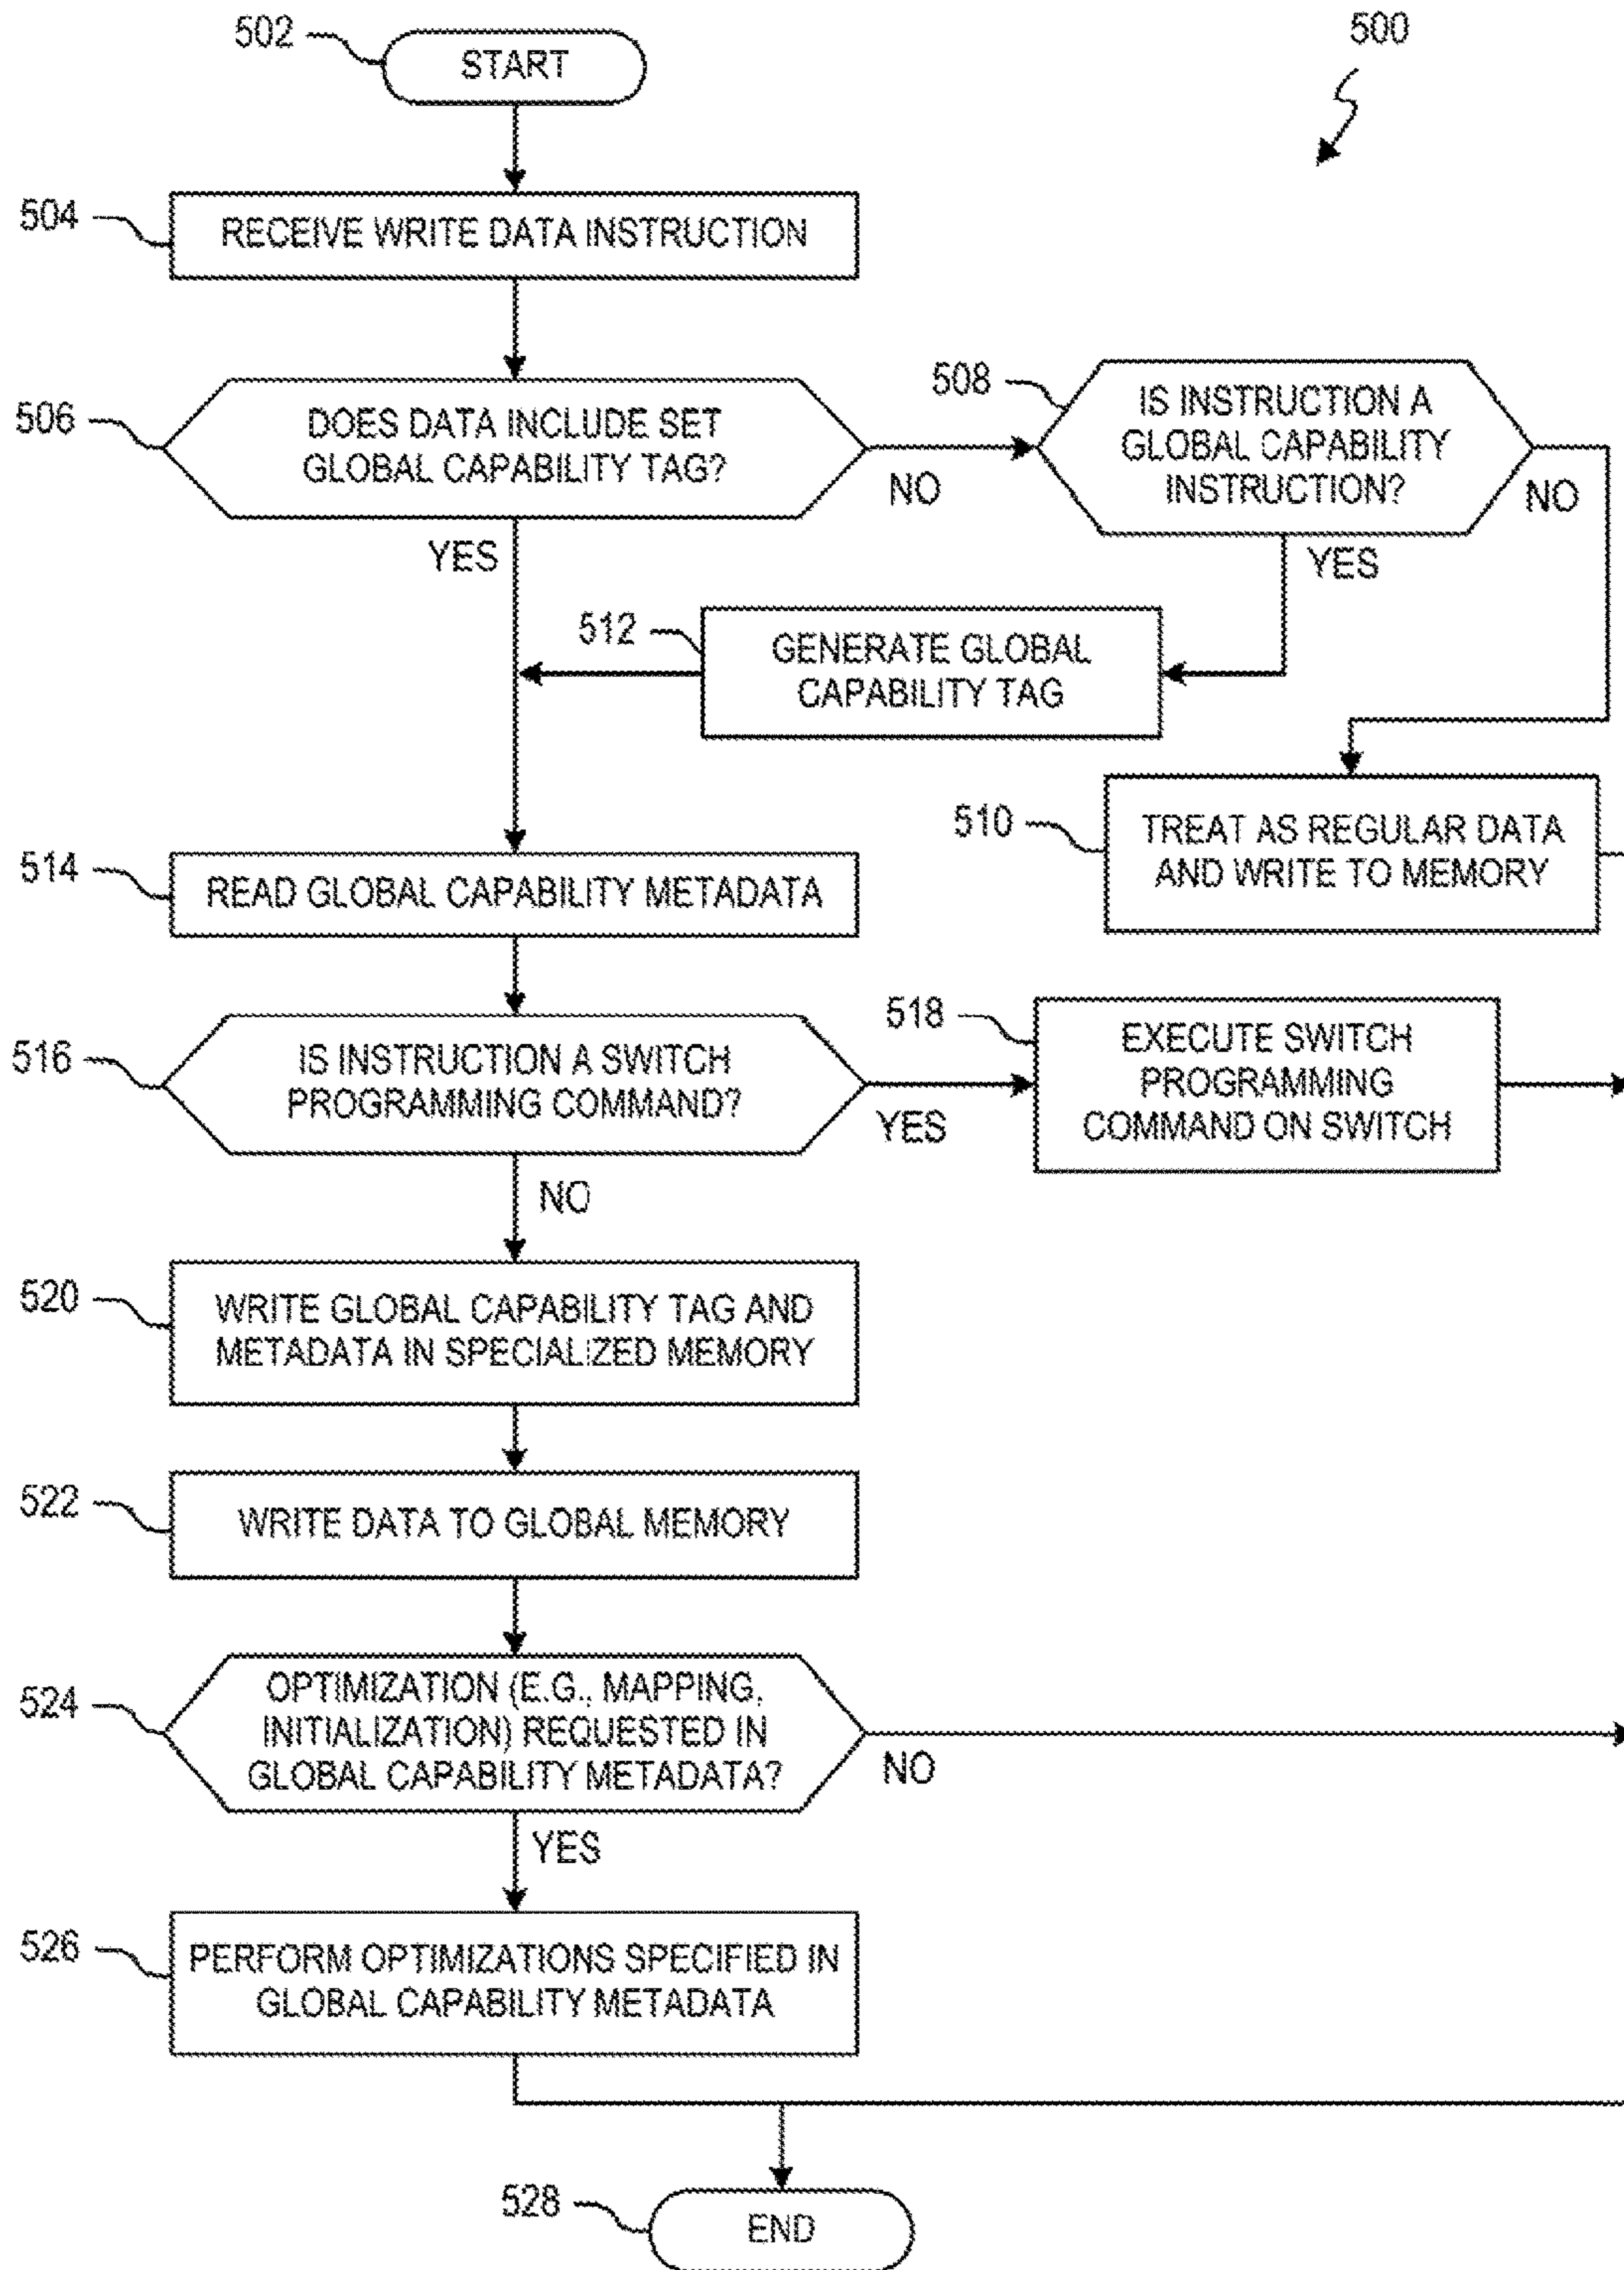 502
START
500
504
RECEIVE WRITE DATA INSTRUCTION
506
DOES DATA INCLUDE SET
GLOBAL CAPABILITY TAG?
NO
YES
508
IS INSTRUCTION A
GLOBAL CAPABILITY
INSTRUCTION?
NO
YES
512
GENERATE GLOBAL
CAPABILITY TAG
510
TREAT AS REGULAR DATA
AND WRITE TO MEMORY
514
READ GLOBAL CAPABILITY METADATA
516
IS INSTRUCTION A SWITCH
PROGRAMMING COMMAND?
YES
NO
518
EXECUTE SWITCH
PROGRAMMING
COMMAND ON SWITCH
520
WRITE GLOBAL CAPABILITY TAG AND
METADATA IN SPECIALIZED MEMORY
522
WRITE DATA TO GLOBAL MEMORY
524
OPTIMIZATION (E.G., MAPPING,
INITIALIZATION) REQUESTED IN
GLOBAL CAPABILITY METADATA?
NO
YES
526
PERFORM OPTIMIZATIONS SPECIFIED IN
GLOBAL CAPABILITY METADATA
528
END